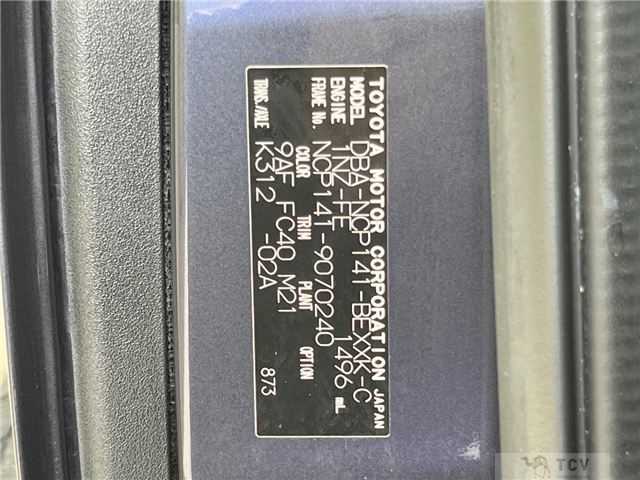 TOYOTA MOTOR CORPORATION JAPAN
MODEL DBA-NCP141-BEXXK-C
ENGINE 1NZ-FE 1496 mL
FRAME No. NCP141-9070240
COLOR TRIM PLANT OPTION
9AF FC40 M21
TRANS./AXLE K312 -02A 873
TCV